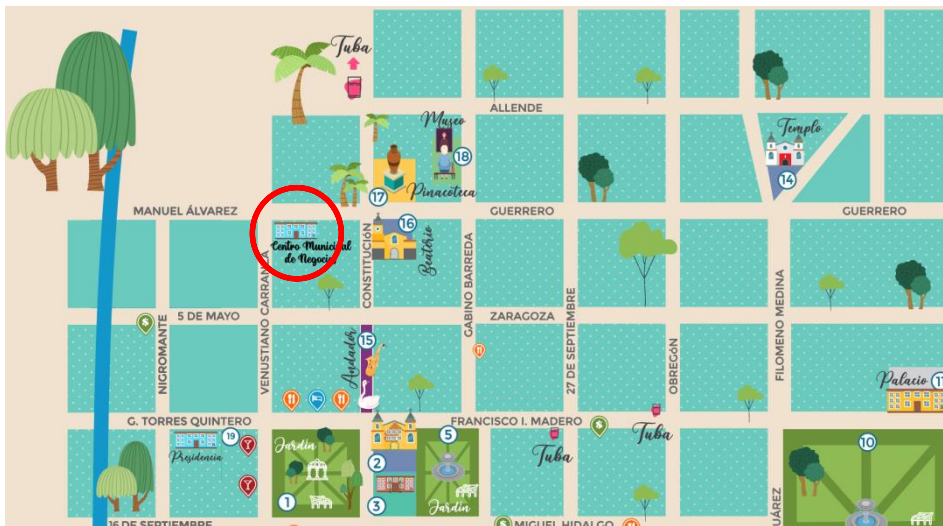 Tuba
ALLENDE
Museo
18
Templo
14
17
Pinacoteca
MANUEL ÁLVAREZ
GUERRERO
GUERRERO
16
Centro Municipal
de Negocios
Beaterio
CONSTITUCIÓN
VENUSTIANO CARRANZA
GABINO BARREDA
5 DE MAYO
ZARAGOZA
NIGROMANTE
15
Andador
27 DE SEPTIEMBRE
OBREGÓN
FILOMENO MEDINA
Palacio
11
G. TORRES QUINTERO
FRANCISCO I. MADERO
19
Presidencia
Jardín
5
Tuba
Tuba
10
2
1
3
Jardín
JUÁREZ
16 DE SEPTIEMBRE
MIGUEL HIDALGO